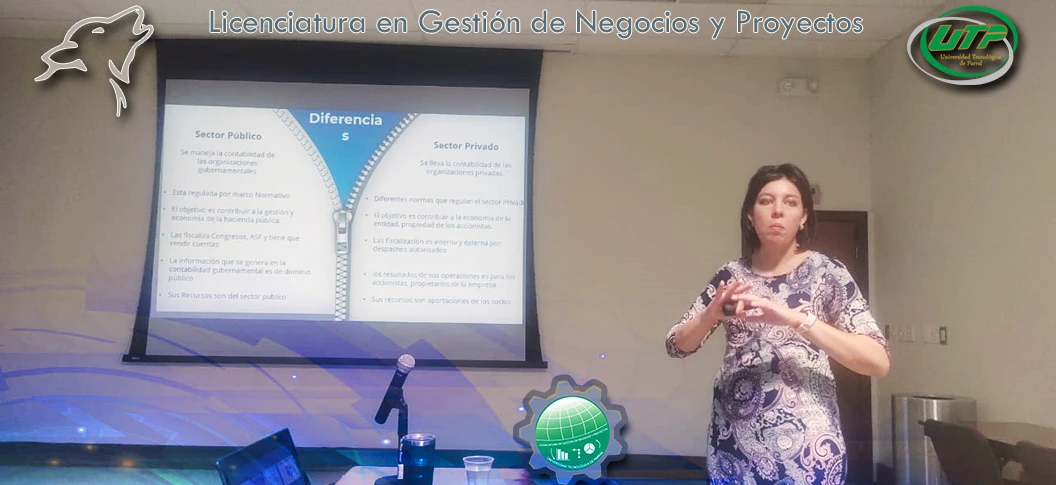 Licenciatura en Gestión de Negocios y Proyectos
UTP
Universidad Tecnológica
de Parral
Diferencia
s
Sector Público
Se maneja la contabilidad de
las organizaciones
gubernamentales
• Esta regulada por marco Normativo
• El objetivo es contribuir a la gestión y
economía de la hacienda pública.
• Las fiscaliza Congresos, ASF y tiene que
rendir cuentas
• La información que se genera en la
contabilidad gubernamental es de dominio
público
• Sus Recursos son del sector publico
Sector Privado
Se lleva la contabilidad de las
organizaciones privadas.
• Diferentes normas que regulan el sector Privado
• El objetivo es contribuir a la economía de la
entidad, propiedad de los accionistas.
• Las fiscalización es interna y externa por
despachos autorizados
• los resultados de sus operaciones es para los
accionistas, propietarios de la empresa
• Sus recursos son aportaciones de los socios